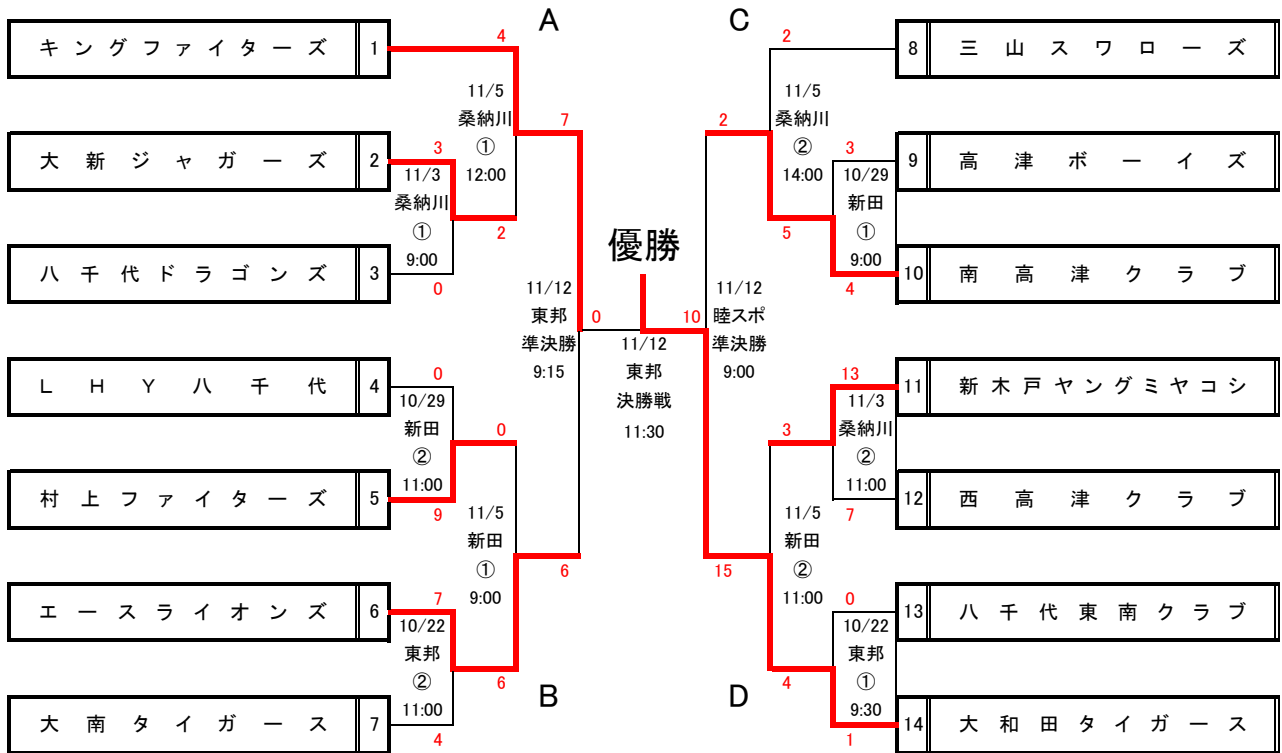 A
C
キングファイターズ 1
4
2
8 三山スワローズ
11/5
桑納川
①
12:00
7
11/5
桑納川
②
14:00
2
大新ジャガーズ 2
3
11/3
桑納川
①
9:00
3
10/29
新田
①
9:00
9 高津ボーイズ
2
5
優勝
八千代ドラゴンズ 3
0
4
10 南高津クラブ
11/12
東邦
準決勝
9:15
0
10
11/12
睦スポ
準決勝
9:00
11/12
東邦
決勝戦
11:30
LHY八千代 4
0
10/29
新田
②
11:00
13
11/3
桑納川
②
11:00
11 新木戸ヤングミヤコシ
0
3
村上ファイターズ 5
9
7
12 西高津クラブ
11/5
新田
①
9:00
6
15
11/5
新田
②
11:00
エースライオンズ 6
7
10/22
東邦
②
11:00
0
10/22
東邦
①
9:30
13 八千代東南クラブ
6
4
B
D
大南タイガース 7
4
1
14 大和田タイガース